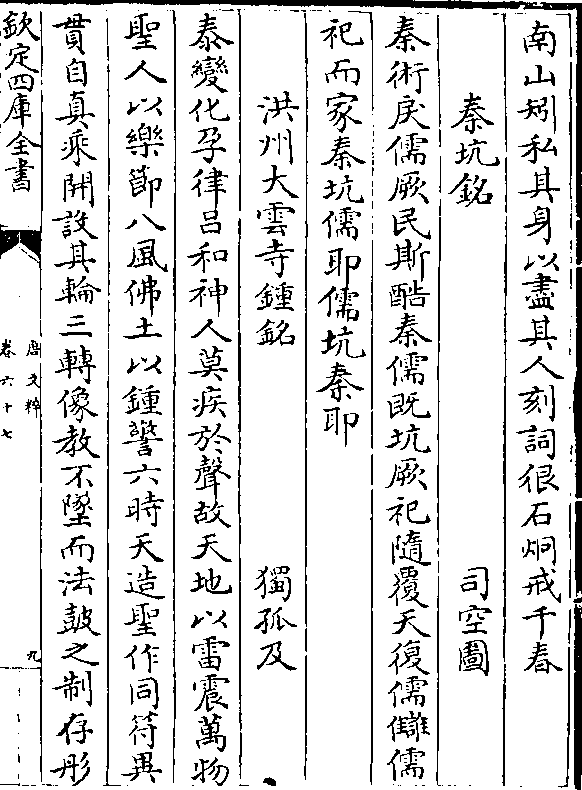 南山矧私其身以盡其人刻詞很石炯戒千春
秦坑銘　司空圖
秦術戾儒厥民斯酷秦儒既坑厥祀隨覆天復儒讎儒
祀而家秦坑儒耶儒坑秦耶
洪州大雲寺鍾銘　獨孤及
泰變化孕律呂和神人莫疾於聲故天地以雷震萬物
聖人以樂節八風佛土以鍾警六時天造聖作同符異
貫自真乘開設其輪三轉像教不墜而法鼓之制存彤
欽定四庫全書
唐文粹
卷六十七
九